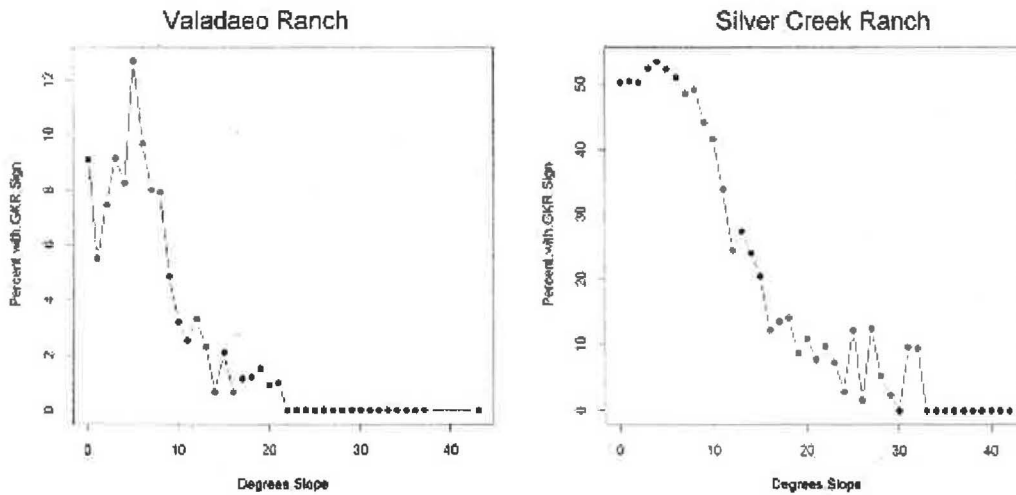 Valadaeo Ranch
Percent.with.GKR.Sign
12
10
8
6
4
2
0
0 10 20 30 40
Degrees.Slope
Silver Creek Ranch
Percent.with.GKR.Sign
50
40
30
20
10
0
0 10 20 30 40
Degrees.Slope